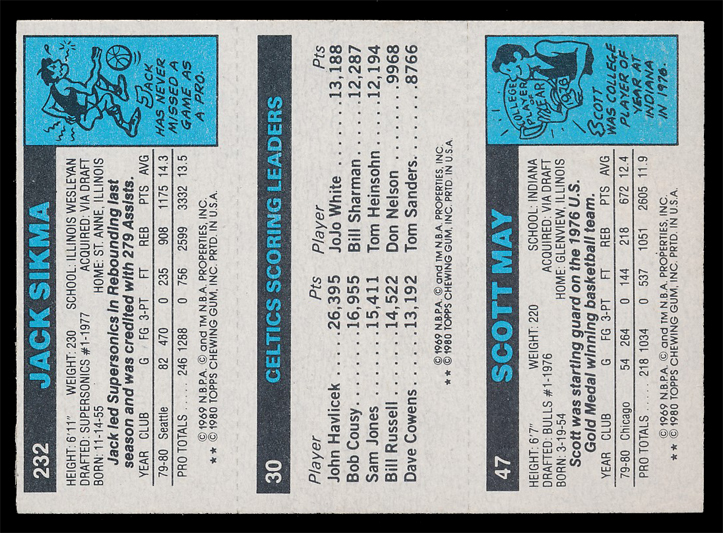 232
JACK SIKMA
HEIGHT: 6'11" WEIGHT: 230 SCHOOL: ILLINOIS WESLEYAN
DRAFTED: SUPERSONICS #1-1977 ACQUIRED: VIA DRAFT
BORN: 11-14-55 HOME: ST. ANNE, ILLINOIS
Jack led Supersonics in Rebounding last
season and was credited with 279 Assists.
YEAR CLUB G FG 3-PT FT REB PTS AVG
79-80 Seattle 82 470 0 235 908 1175 14.3
PRO TOTALS . . . . . 246 1288 0 756 2599 3332 13.5
© 1969 N.B.P.A. © and TM N.B.A. PROPERTIES, INC.
★★ © 1980 TOPPS CHEWING GUM, INC. PRTD. IN U.S.A.
JACK
HAS NEVER
MISSED A
GAME AS
A PRO.
30
CELTICS SCORING LEADERS
Player Pts Player Pts
John Havlicek . . . . . 26,395 JoJo White . . . . . . . 13,188
Bob Cousy . . . . . . . 16,955 Bill Sharman . . . . . . 12,287
Sam Jones . . . . . . . 15,411 Tom Heinsohn . . . . . 12,194
Bill Russell . . . . . . . 14,522 Don Nelson . . . . . . . 9968
Dave Cowens . . . . . 13,192 Tom Sanders . . . . . . 8766
© 1969 N.B.P.A. © and TM N.B.A. PROPERTIES, INC.
★★ © 1980 TOPPS CHEWING GUM, INC. PRTD. IN U.S.A.
47
SCOTT MAY
HEIGHT: 6'7" WEIGHT: 220 SCHOOL: INDIANA
DRAFTED: BULLS #1-1976 ACQUIRED: VIA DRAFT
BORN: 3-19-54 HOME: GLENVIEW, ILLINOIS
Scott was starting guard on the 1976 U.S.
Gold Medal winning basketball team.
YEAR CLUB G FG 3-PT FT REB PTS AVG
79-80 Chicago 54 264 0 144 218 672 12.4
PRO TOTALS . . . . . 218 1034 0 537 1051 2605 11.9
© 1969 N.B.P.A. © and TM N.B.A. PROPERTIES, INC.
★★ © 1980 TOPPS CHEWING GUM, INC. PRTD. IN U.S.A.
COLLEGE
PLAYER
OF
YEAR
1976
SCOTT
WAS COLLEGE
PLAYER OF
YEAR AT
INDIANA
IN 1976.